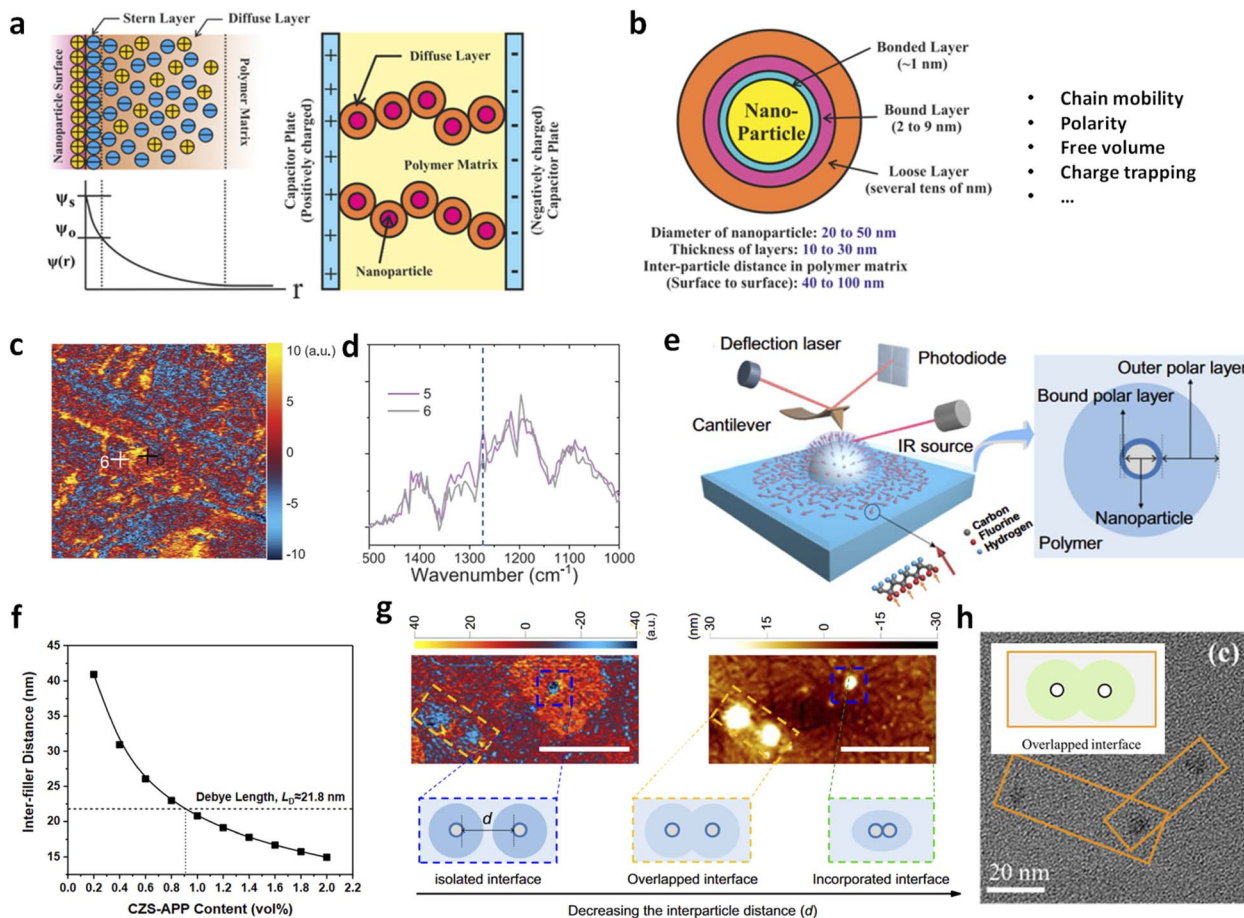 a
Stern Layer
Diffuse Layer
Nanoparticle Surface
Polymer Matrix
Ψs
Ψo
Ψ(r)
r
Capacitor Plate
(Positively charged)
Diffuse Layer
Polymer Matrix
Nanoparticle
(Negatively charged)
Capacitor Plate
b
Nano-
Particle
Bonded Layer
(~1 nm)
Bound Layer
(2 to 9 nm)
Loose Layer
(several tens of nm)
Diameter of nanoparticle: 20 to 50 nm
Thickness of layers: 10 to 30 nm
Inter-particle distance in polymer matrix
(Surface to surface): 40 to 100 nm
• Chain mobility
• Polarity
• Free volume
• Charge trapping
• ...
c
6
10 (a.u.)
5
0
-5
-10
d
5
6
500 1400 1300 1200 1100 1000
Wavenumber (cm⁻¹)
e
Deflection laser
Photodiode
Cantilever
IR source
Carbon
Fluorine
Hydrogen
Outer polar layer
Bound polar layer
Nanoparticle
Polymer
f
Inter-filler Distance (nm)
45
40
35
30
25
20
15
Debye Length, LD≈21.8 nm
0.0 0.2 0.4 0.6 0.8 1.0 1.2 1.4 1.6 1.8 2.0 2.2
CZS-APP Content (vol%)
g
40 20 0 -20 -40
(a.u.)
(nm)
30 15 0 -15 -30
d
isolated interface
Overlapped interface
Incorporated interface
Decreasing the interparticle distance (d)
h
(c)
Overlapped interface
20 nm